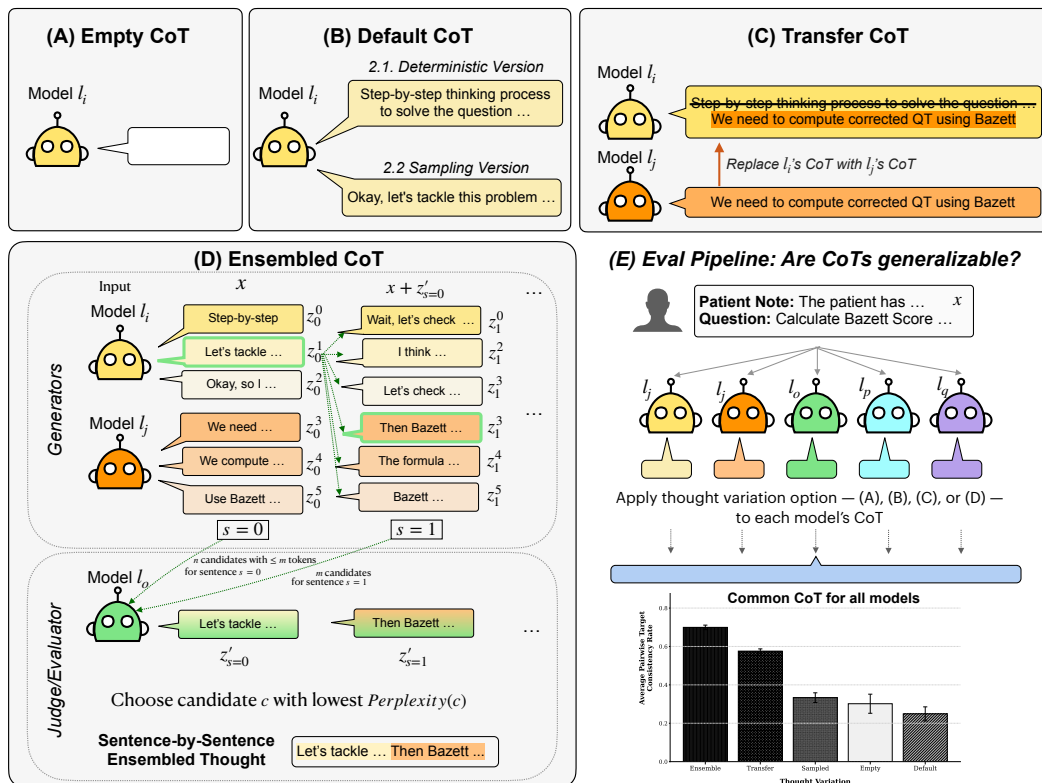 (A) Empty CoT
Model l_i
(B) Default CoT
2.1. Deterministic Version
Model l_i
Step-by-step thinking process
to solve the question …
2.2 Sampling Version
Okay, let's tackle this problem …
(C) Transfer CoT
Model l_i
Step-by-step thinking process to solve the question …
We need to compute corrected QT using Bazett
Model l_j
Replace l_i's CoT with l_j's CoT
We need to compute corrected QT using Bazett
(D) Ensembled CoT
Generators
Input
x
x + z'_{s=0}
…
Model l_i
Step-by-step
z_0^0
Wait, let's check …
z_1^0
Let's tackle …
z_0^1
I think …
z_1^2
Okay, so I …
z_0^2
Let's check …
z_1^3
…
Model l_j
We need …
z_0^3
Then Bazett …
z_1^3
We compute …
z_0^4
The formula …
z_1^4
Use Bazett …
z_0^5
Bazett …
z_1^5
s = 0
s = 1
Judge/Evaluator
Model l_o
n candidates with ≤ m tokens
for sentence s = 0
m candidates
for sentence s = 1
Let's tackle …
Then Bazett …
…
z'_{s=0}
z'_{s=1}
Choose candidate c with lowest Perplexity(c)
Sentence-by-Sentence
Ensembled Thought
Let's tackle … Then Bazett ...
(E) Eval Pipeline: Are CoTs generalizable?
Patient Note: The patient has …
x
Question: Calculate Bazett Score …
l_j
l_j
l_o
l_p
l_q
Apply thought variation option — (A), (B), (C), or (D) —
to each model's CoT
Common CoT for all models
Average Pairwise Target
Consistency Rate
0.8
0.6
0.4
0.2
0.0
Ensemble
Transfer
Sampled
Empty
Default
Thought Variation